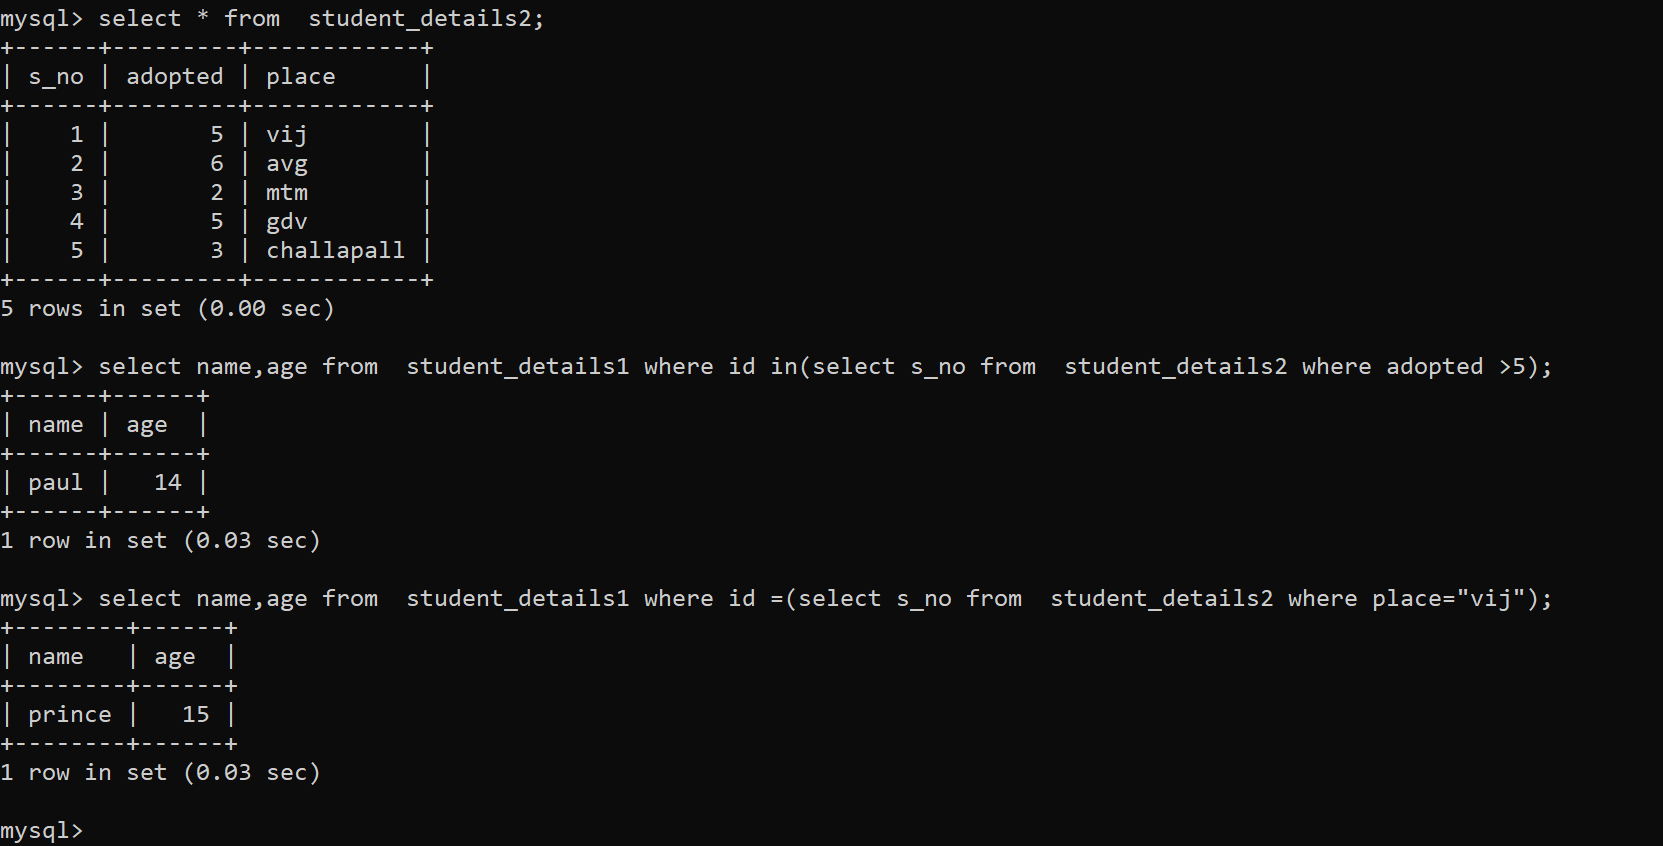 mysql> select * from  student_details2;
+------+---------+------------+
| s_no | adopted | place      |
+------+---------+------------+
|    1 |       5 | vij        |
|    2 |       6 | avg        |
|    3 |       2 | mtm        |
|    4 |       5 | gdv        |
|    5 |       3 | challapall |
+------+---------+------------+
5 rows in set (0.00 sec)

mysql> select name,age from  student_details1 where id in(select s_no from  student_details2 where adopted >5);
+------+------+
| name | age  |
+------+------+
| paul |   14 |
+------+------+
1 row in set (0.03 sec)

mysql> select name,age from  student_details1 where id =(select s_no from  student_details2 where place="vij");
+--------+------+
| name   | age  |
+--------+------+
| prince |   15 |
+--------+------+
1 row in set (0.03 sec)

mysql>